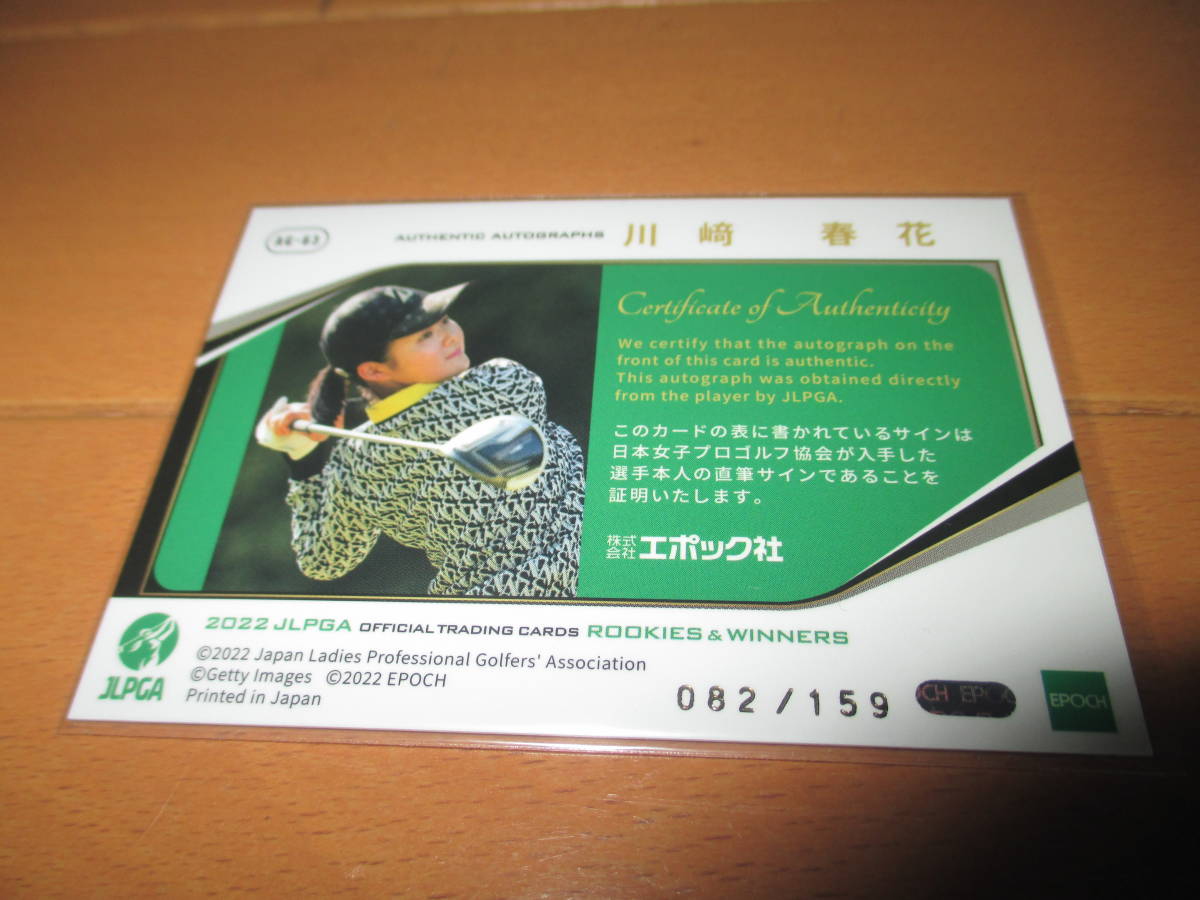 AG-63
AUTHENTIC AUTOGRAPHS 川﨑 春花
Certificate of Authenticity
We certify that the autograph on the
front of this card is authentic.
This autograph was obtained directly
from the player by JLPGA.
このカードの表に書かれているサインは
日本女子プロゴルフ協会が入手した
選手本人の直筆サインであることを
証明いたします。
株式会社 エポック社
2022 JLPGA OFFICIAL TRADING CARDS ROOKIES & WINNERS
©2022 Japan Ladies Professional Golfers' Association
©Getty Images ©2022 EPOCH
Printed in Japan
JLPGA
082/159
EPOCH